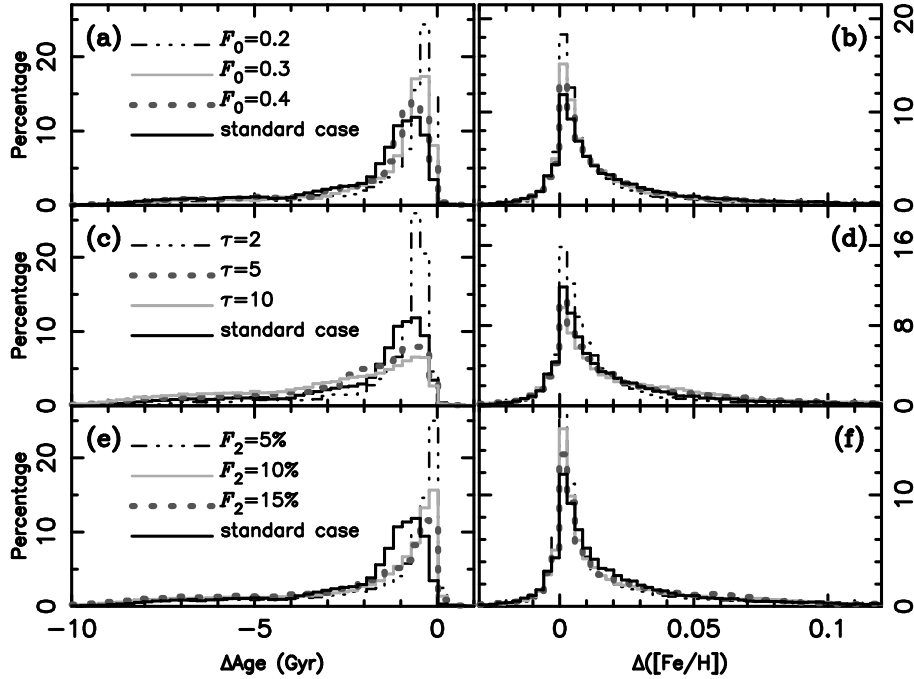 (a)
F₀=0.2
F₀=0.3
F₀=0.4
standard case
Percentage
0 10 20
(b)
0 10 20
(c)
τ=2
τ=5
τ=10
standard case
Percentage
0 10 20
(d)
0 8 16
(e)
F₂=5%
F₂=10%
F₂=15%
standard case
Percentage
0 10 20
(f)
0 10
-10 -5 0
ΔAge (Gyr)
0 0.05 0.1
Δ([Fe/H])